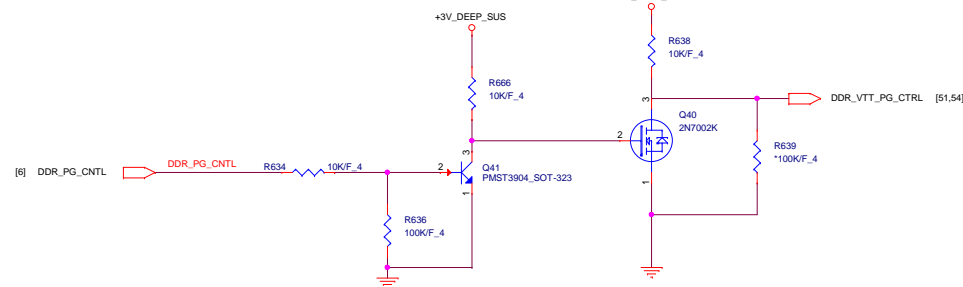 +3V_DEEP_SUS
R638
10K/F_4
R666
10K/F_4
3
DDR_VTT_PG_CTRL [51,54]
Q40
2N7002K
2
R639
*100K/F_4
1
[6] DDR_PG_CNTL
DDR_PG_CNTL
R634
10K/F_4
2
3
Q41
PMST3904_SOT-323
1
R636
100K/F_4